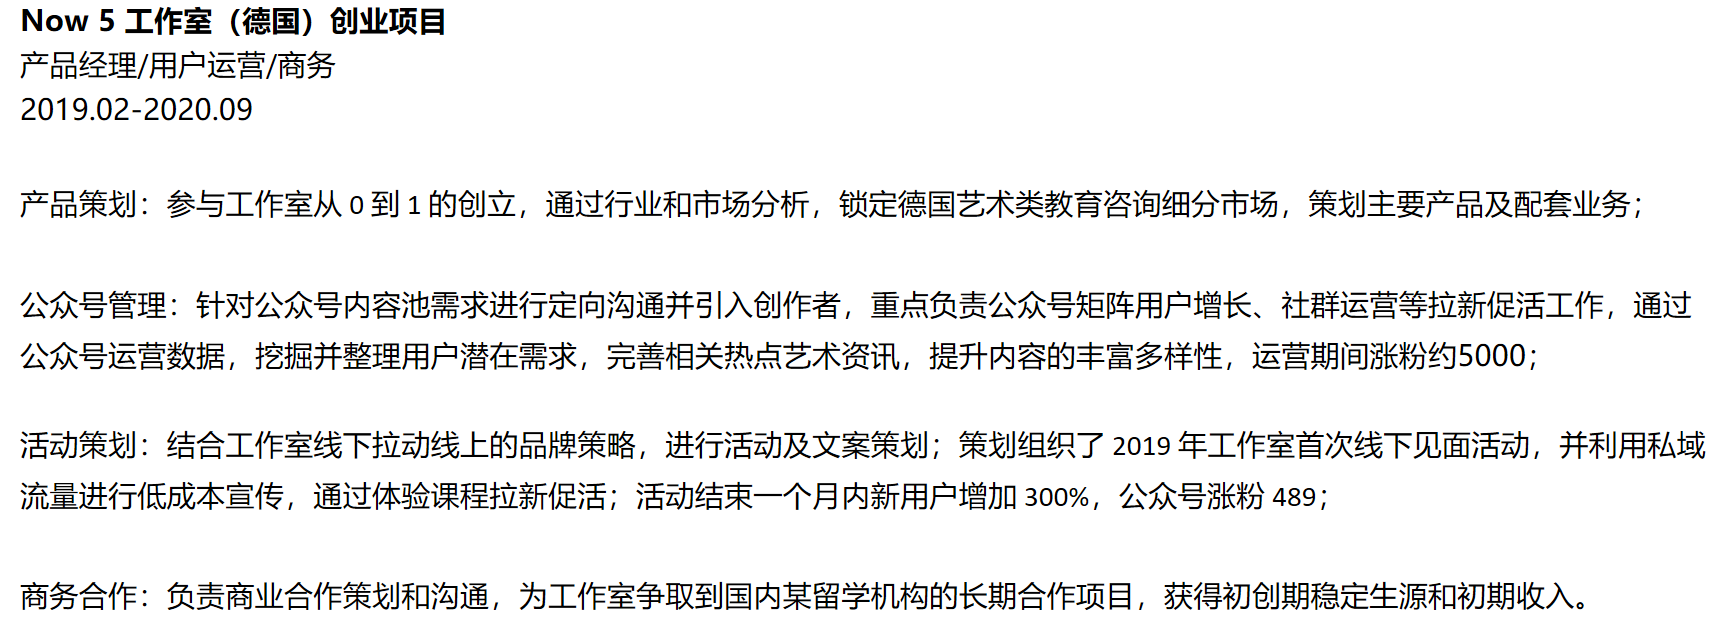 Now 5 工作室（德国）创业项目
产品经理/用户运营/商务
2019.02-2020.09
产品策划：参与工作室从 0 到 1 的创立，通过行业和市场分析，锁定德国艺术类教育咨询细分市场，策划主要产品及配套业务；
公众号管理：针对公众号内容池需求进行定向沟通并引入创作者，重点负责公众号矩阵用户增长、社群运营等拉新促活工作，通过
公众号运营数据，挖掘并整理用户潜在需求，完善相关热点艺术资讯，提升内容的丰富多样性，运营期间涨粉约5000；
活动策划：结合工作室线下拉动线上的品牌策略，进行活动及文案策划；策划组织了 2019 年工作室首次线下见面活动，并利用私域
流量进行低成本宣传，通过体验课程拉新促活；活动结束一个月内新用户增加 300%，公众号涨粉 489；
商务合作：负责商业合作策划和沟通，为工作室争取到国内某留学机构的长期合作项目，获得初创期稳定生源和初期收入。